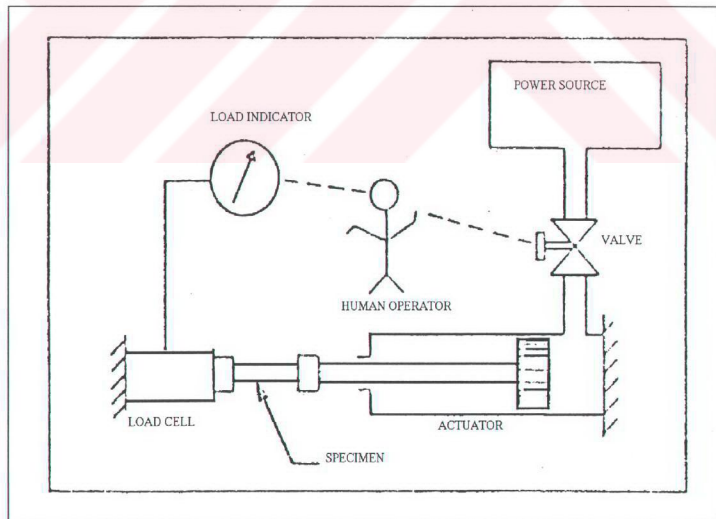 POWER SOURCE
LOAD INDICATOR
VALVE
HUMAN OPERATOR
LOAD CELL
ACTUATOR
SPECIMEN